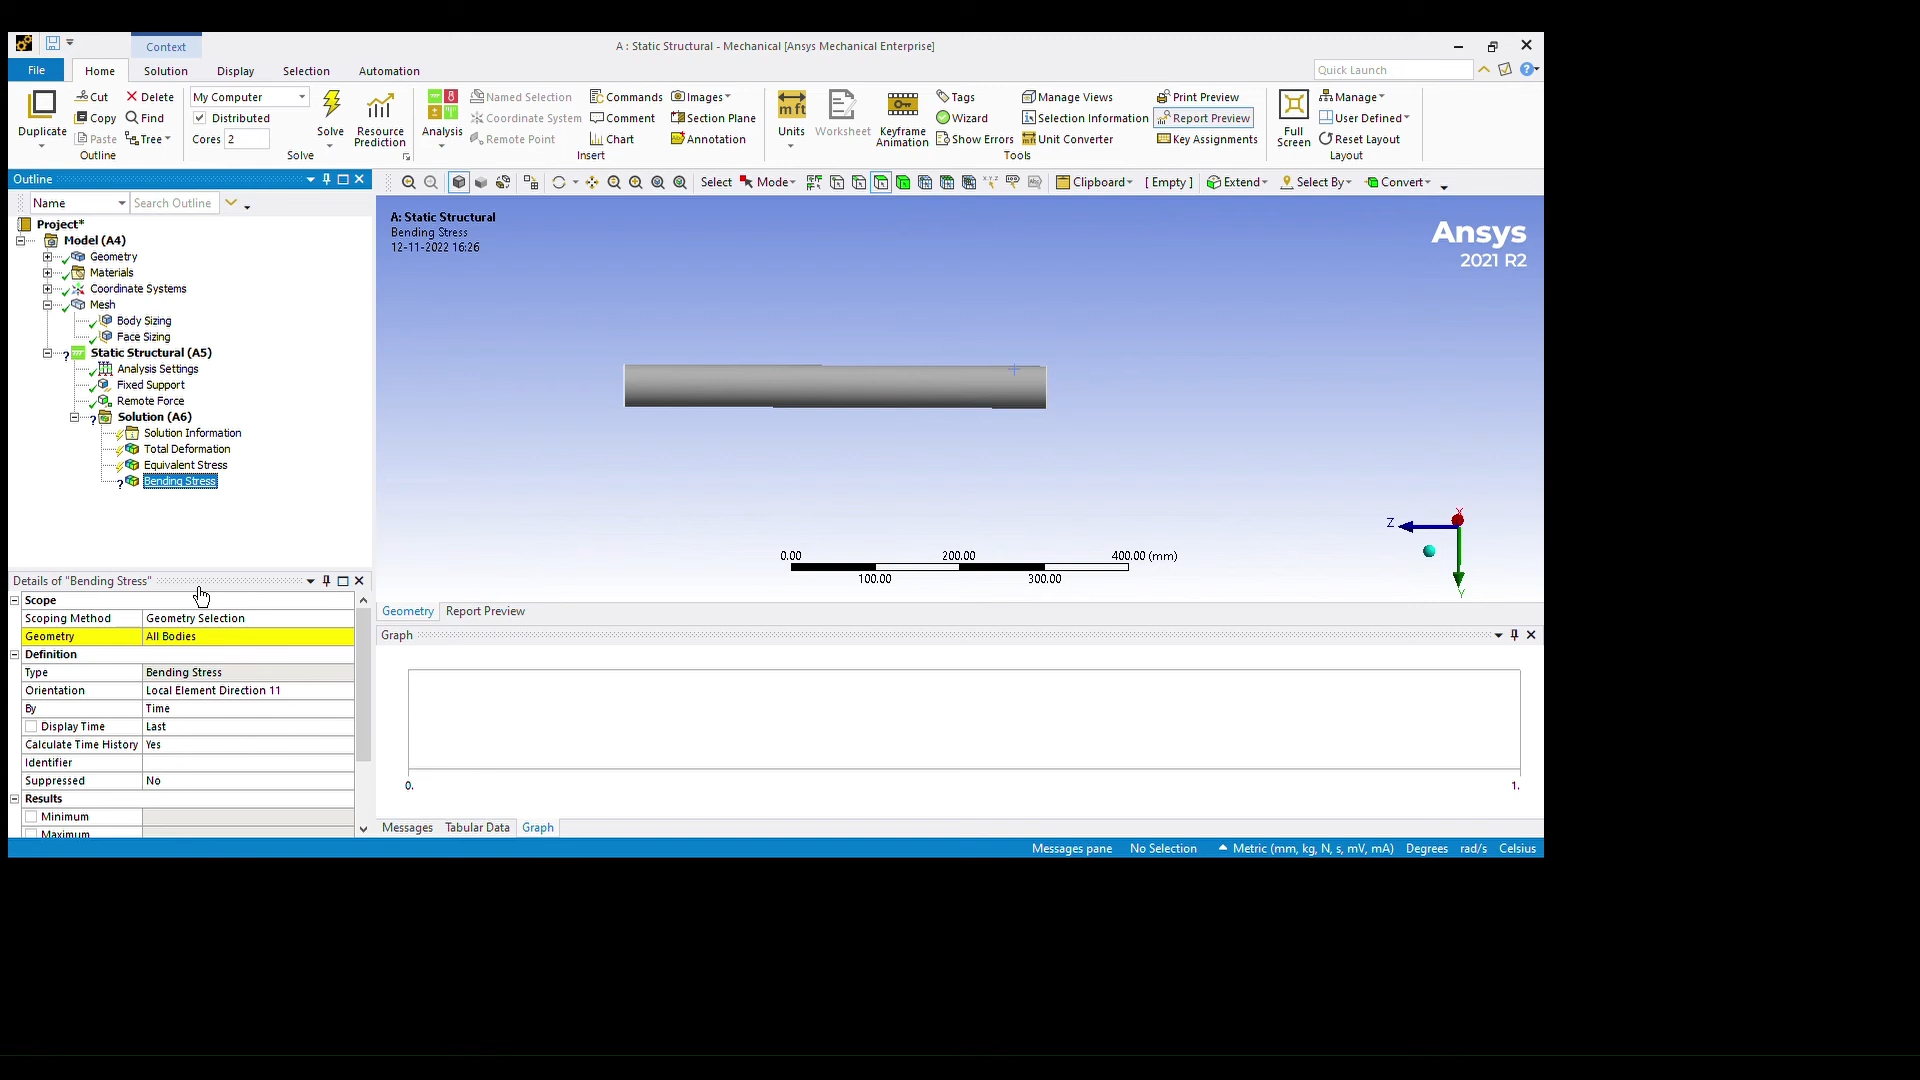 Context
A : Static Structural - Mechanical [Ansys Mechanical Enterprise]
File Home Solution Display Selection Automation
Quick Launch
Duplicate
Cut
Copy
Paste
Delete
Find
Tree
Outline
My Computer
Distributed
Cores 2
Solve
Resource Prediction
Solve
Analysis
Named Selection
Coordinate System
Remote Point
Commands
Comment
Chart
Images
Section Plane
Annotation
Insert
Units
Worksheet
Keyframe Animation
Tags
Wizard
Show Errors
Manage Views
Selection Information
Unit Converter
Print Preview
Report Preview
Key Assignments
Tools
Full Screen
Manage
User Defined
Reset Layout
Layout
Outline
Name Search Outline
Select Mode Clipboard [ Empty ] Extend Select By Convert
Project*
Model (A4)
Geometry
Materials
Coordinate Systems
Mesh
Body Sizing
Face Sizing
Static Structural (A5)
Analysis Settings
Fixed Support
Remote Force
Solution (A6)
Solution Information
Total Deformation
Equivalent Stress
Bending Stress
A: Static Structural
Bending Stress
12-11-2022 16:26
Ansys
2021 R2
X
Z
Y
0.00 200.00 400.00 (mm)
100.00 300.00
Details of "Bending Stress"
Scope
Scoping Method Geometry Selection
Geometry All Bodies
Definition
Type Bending Stress
Orientation Local Element Direction 11
By Time
Display Time Last
Calculate Time History Yes
Identifier
Suppressed No
Results
Minimum
Maximum
Geometry Report Preview
Graph
0. 1.
Messages Tabular Data Graph
Messages pane No Selection Metric (mm, kg, N, s, mV, mA) Degrees rad/s Celsius